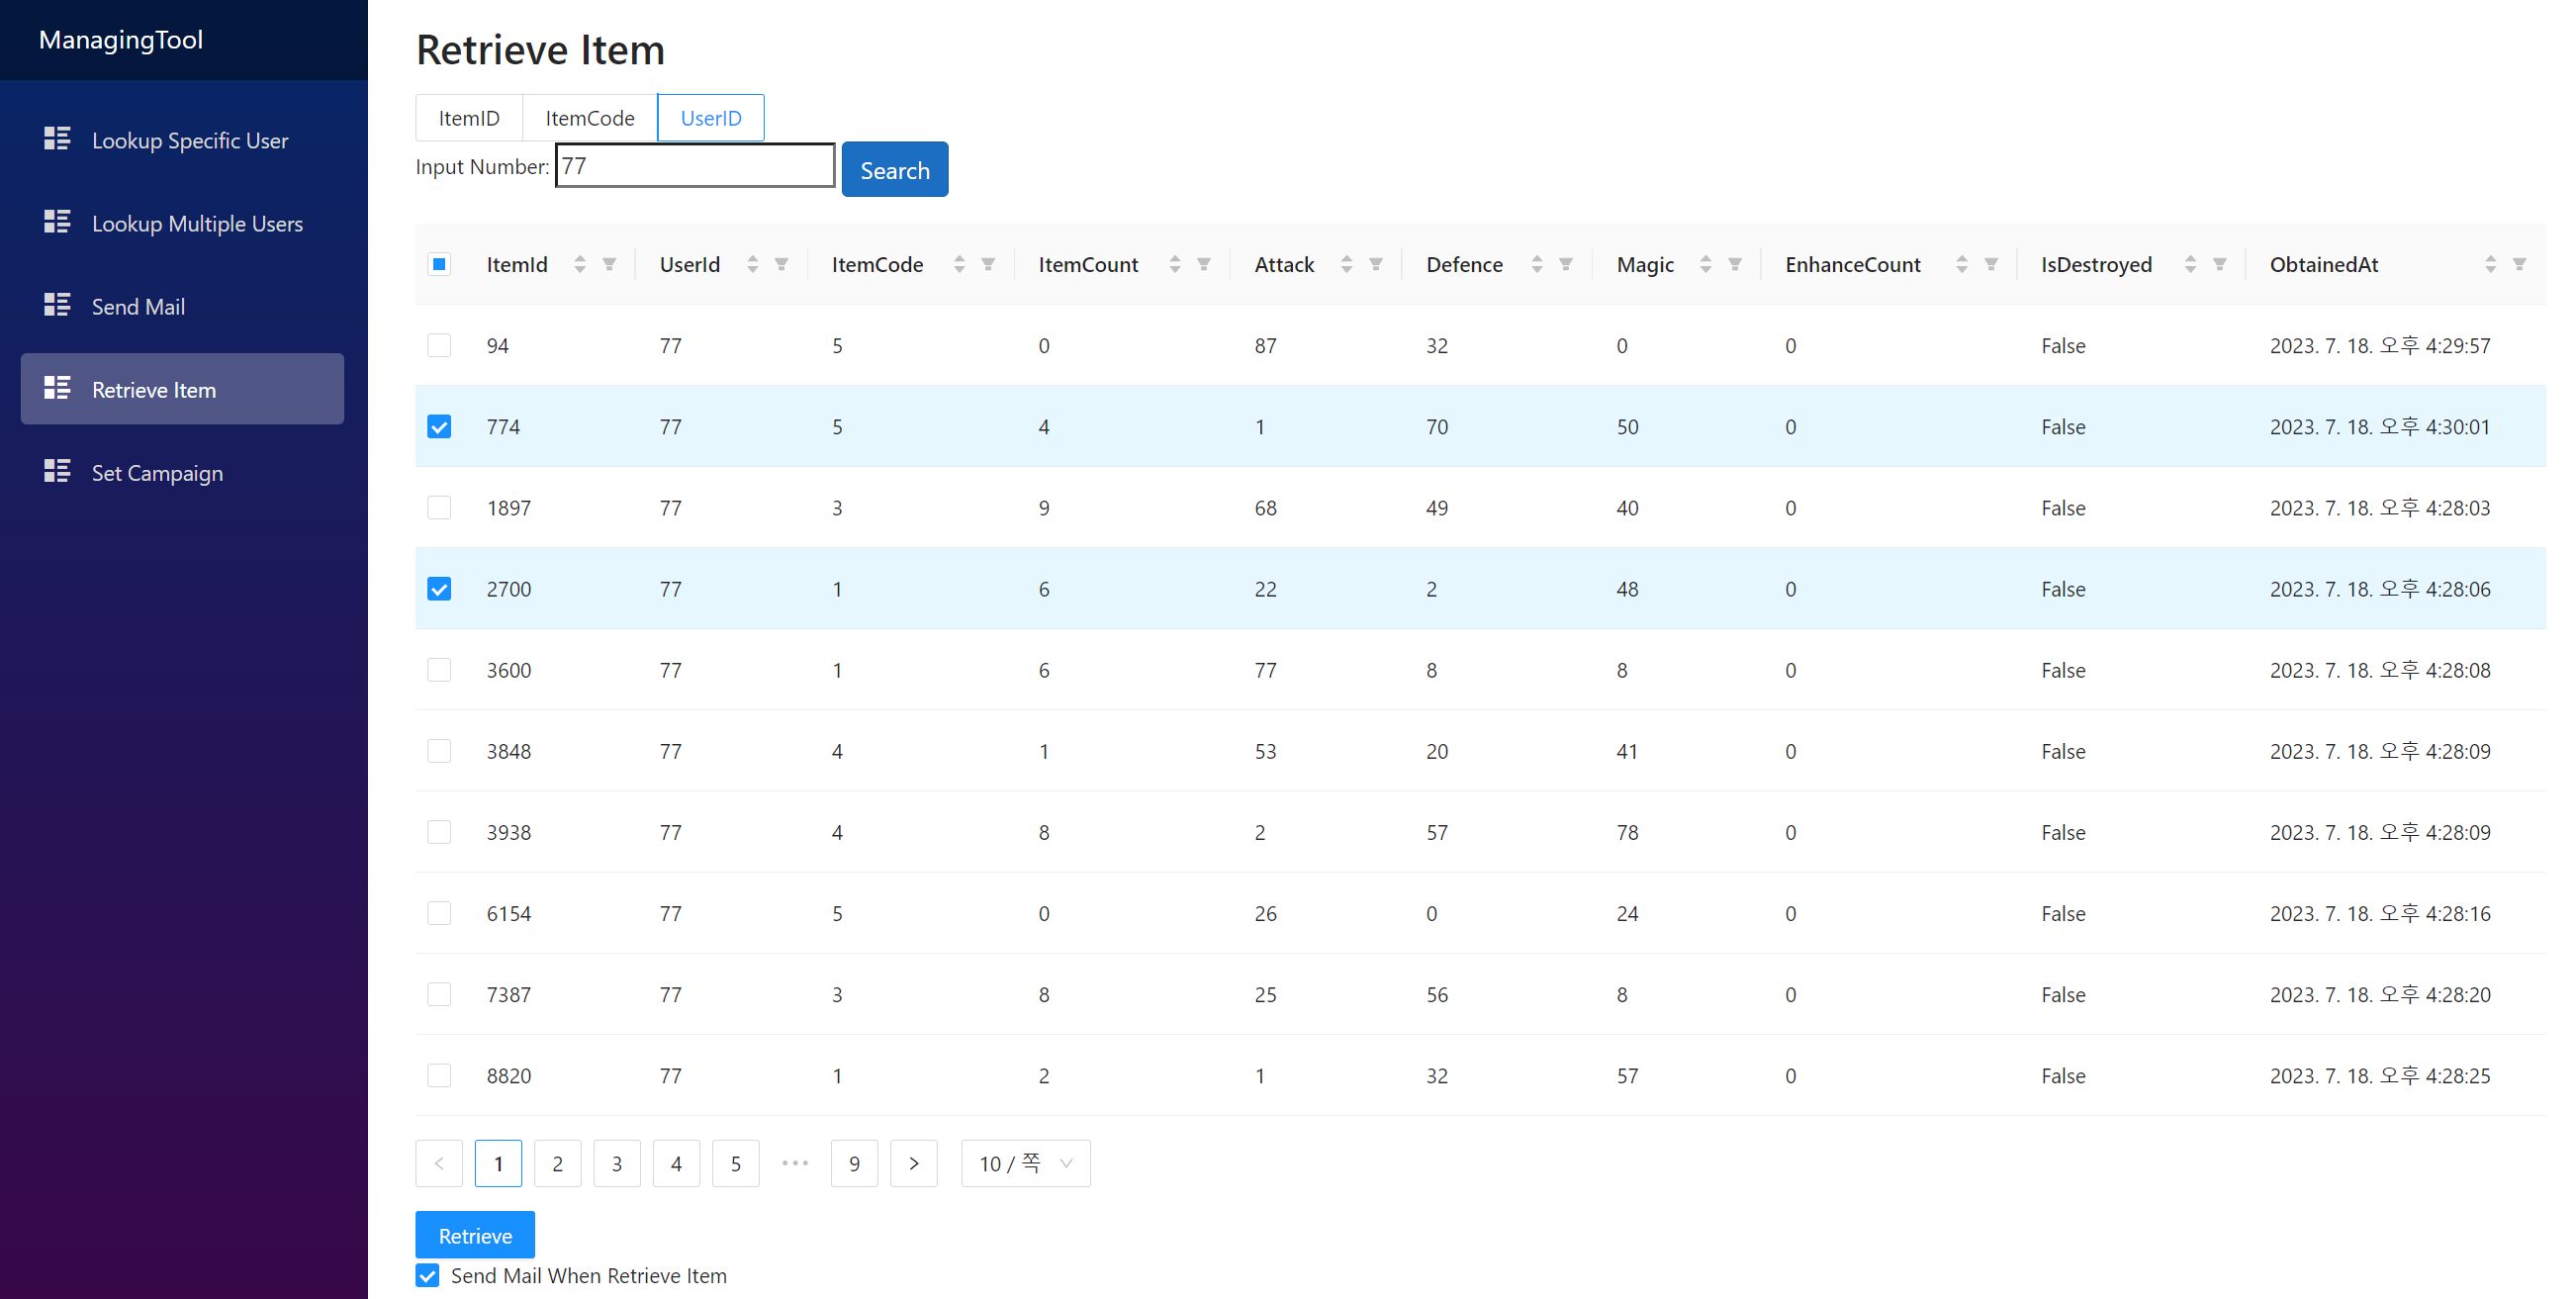 ManagingTool
Lookup Specific User
Lookup Multiple Users
Send Mail
Retrieve Item
Set Campaign
Retrieve Item
ItemID ItemCode UserID
Input Number: 77 Search
ItemId UserId ItemCode ItemCount Attack Defence Magic EnhanceCount IsDestroyed ObtainedAt
94 77 5 0 87 32 0 0 False 2023. 7. 18. 오후 4:29:57
774 77 5 4 1 70 50 0 False 2023. 7. 18. 오후 4:30:01
1897 77 3 9 68 49 40 0 False 2023. 7. 18. 오후 4:28:03
2700 77 1 6 22 2 48 0 False 2023. 7. 18. 오후 4:28:06
3600 77 1 6 77 8 8 0 False 2023. 7. 18. 오후 4:28:08
3848 77 4 1 53 20 41 0 False 2023. 7. 18. 오후 4:28:09
3938 77 4 8 2 57 78 0 False 2023. 7. 18. 오후 4:28:09
6154 77 5 0 26 0 24 0 False 2023. 7. 18. 오후 4:28:16
7387 77 3 8 25 56 8 0 False 2023. 7. 18. 오후 4:28:20
8820 77 1 2 1 32 57 0 False 2023. 7. 18. 오후 4:28:25
< 1 2 3 4 5 ••• 9 > 10 / 쪽
Retrieve
Send Mail When Retrieve Item